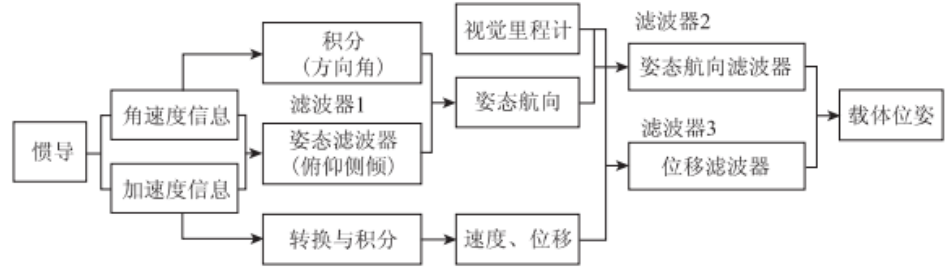 惯导
角速度信息
加速度信息
积分
(方向角)
滤波器1
姿态滤波器
(俯仰侧倾)
转换与积分
视觉里程计
姿态航向
速度、位移
滤波器2
姿态航向滤波器
滤波器3
位移滤波器
载体位姿